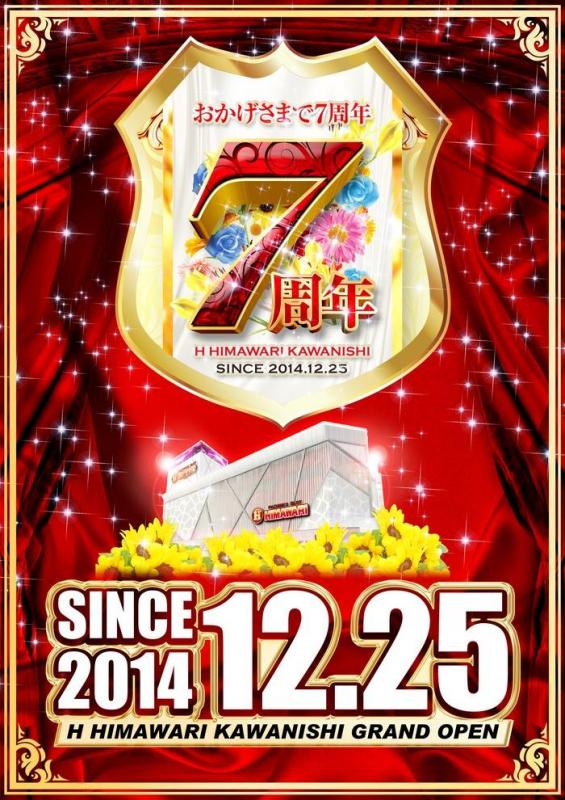 おかげさまで7周年
7周年
H HIMAWARI KAWANISHI
SINCE 2014.12.25
H HIMAWARI
SINCE
2014
12.25
H HIMAWARI KAWANISHI GRAND OPEN